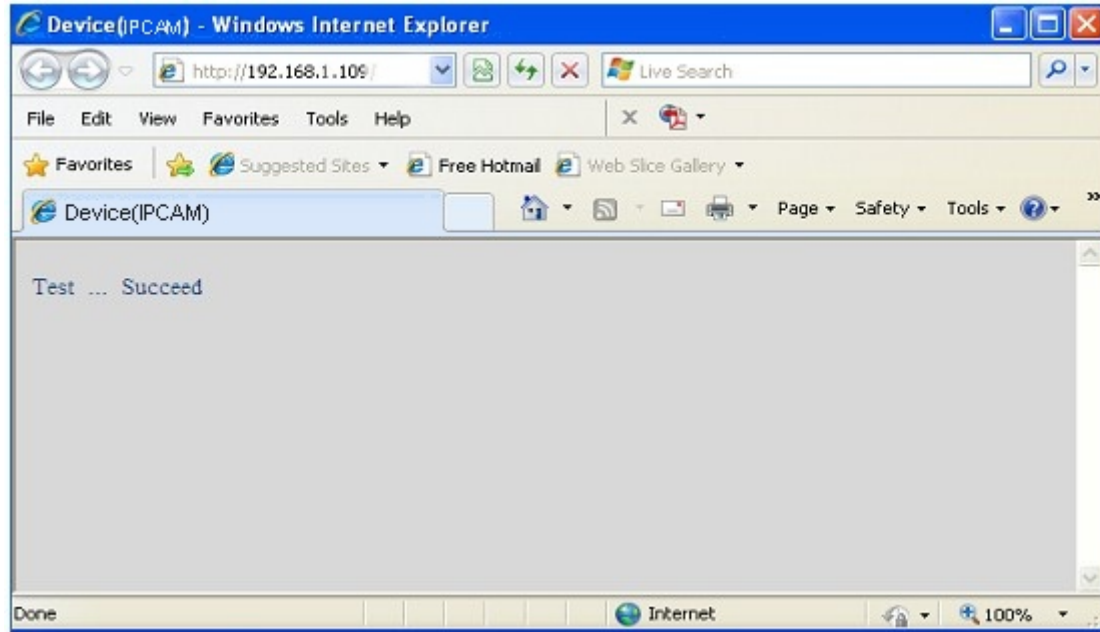 Device(IPCAM) - Windows Internet Explorer
http://192.168.1.109/ Live Search
File Edit View Favorites Tools Help
Favorites Suggested Sites Free Hotmail Web Slice Gallery
Device(IPCAM) Page Safety Tools
Test ... Succeed
Done Internet 100%